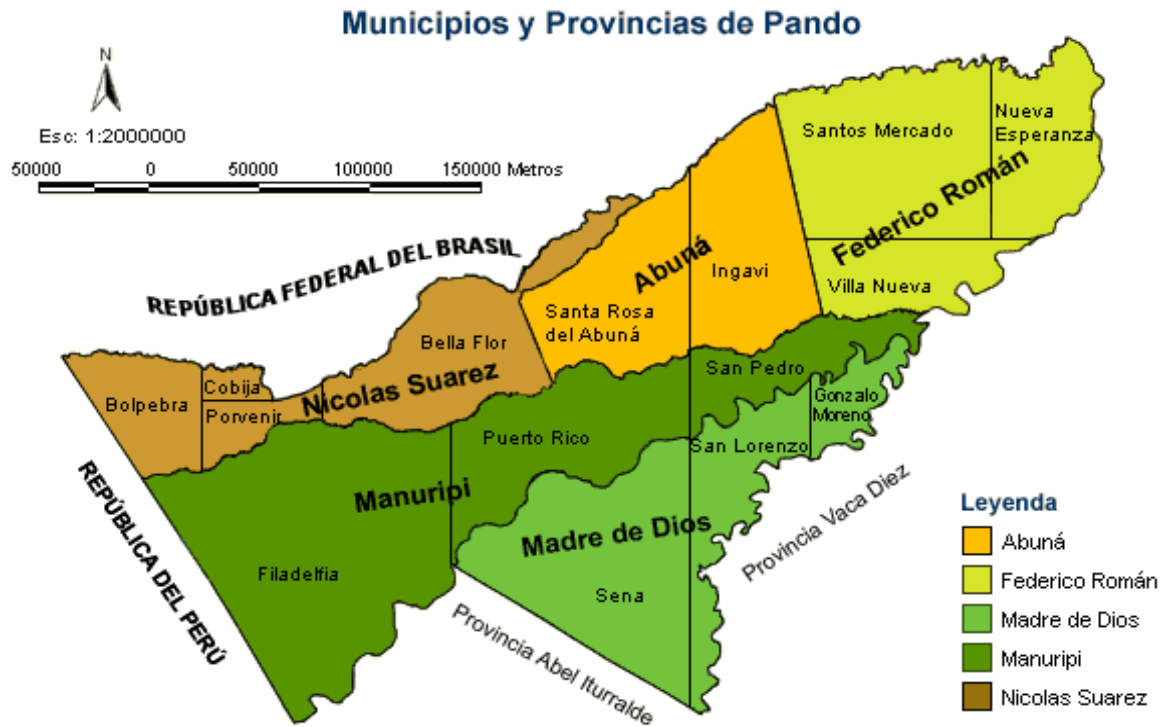 Municipios y Provincias de Pando
N
Esc: 1:2000000
50000 0 50000 100000 150000 Metros
REPÚBLICA FEDERAL DEL BRASIL
Santos Mercado
Nueva
Esperanza
Federico Román
Villa Nueva
Abuná
Ingavi
Santa Rosa
del Abuná
Bella Flor
Nicolas Suarez
Cobija
Bolpebra
Porvenir
San Pedro
Gonzalo
Moreno
Puerto Rico
San Lorenzo
Manuripi
Madre de Dios
Filadelfia
Sena
REPÚBLICA DEL PERÚ
Provincia Abel Iturralde
Provincia Vaca Diez
Leyenda
Abuná
Federico Román
Madre de Dios
Manuripi
Nicolas Suarez